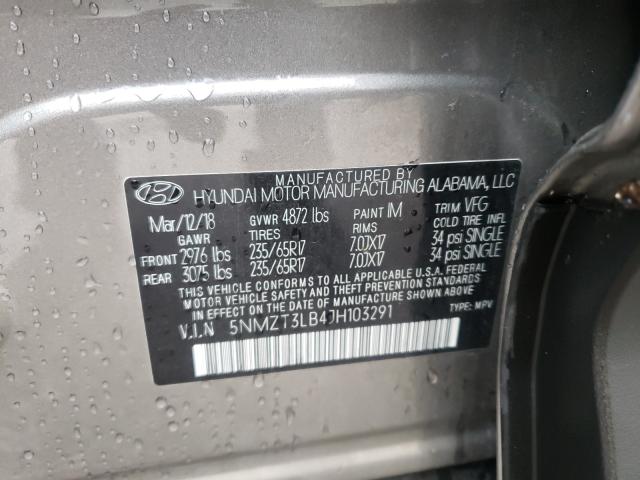 MANUFACTURED BY
HYUNDAI MOTOR MANUFACTURING ALABAMA, LLC
Mar/12/18 GVWR 4872 lbs PAINT IM TRIM VFG
GAWR TIRES RIMS COLD TIRE INFL
FRONT 2976 lbs 235/65R17 7.0JX17 34 psi SINGLE
REAR 3075 lbs 235/65R17 7.0JX17 34 psi SINGLE
THIS VEHICLE CONFORMS TO ALL APPLICABLE U.S.A. FEDERAL
MOTOR VEHICLE SAFETY AND THEFT PREVENTION STANDARDS
IN EFFECT ON THE DATE OF MANUFACTURE SHOWN ABOVE.
V.I.N 5NMZT3LB4JH103291 TYPE: MPV